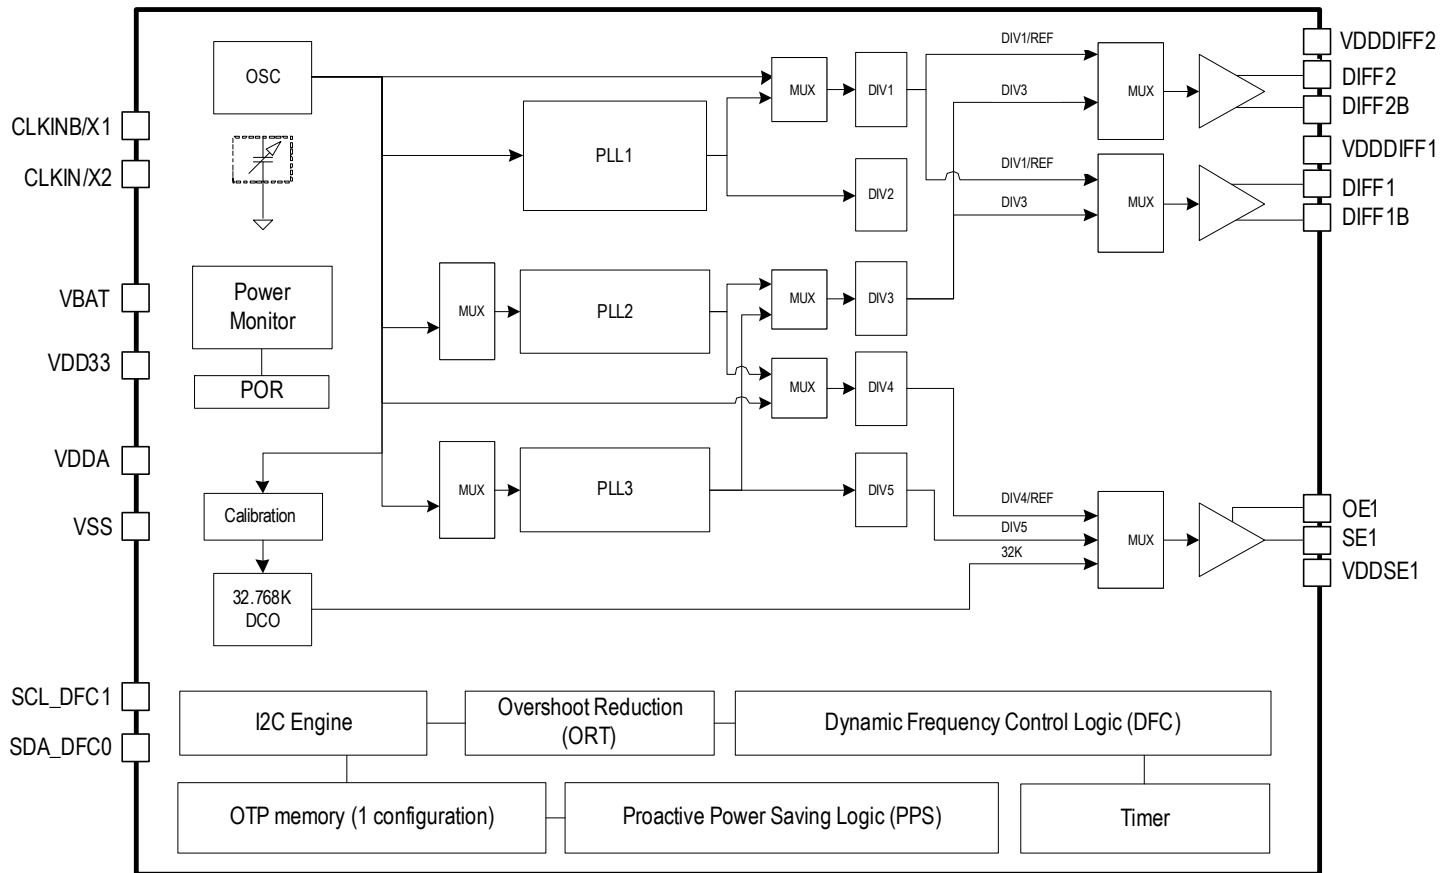 VDDDIFF2
DIV1/REF
OSC
DIFF2
MUX
DIV1
MUX
DIV3
DIFF2B
CLKINB/X1
VDDDIFF1
PLL1
DIV1/REF
CLKIN/X2
DIFF1
DIV2
MUX
DIV3
DIFF1B
VBAT
Power
Monitor
MUX
PLL2
MUX
DIV3
VDD33
POR
MUX
DIV4
VDDA
MUX
PLL3
DIV5
DIV4/REF
OE1
Calibration
VSS
DIV5
MUX
SE1
32K
VDDSE1
32.768K
DCO
SCL_DFC1
I2C Engine
Overshoot Reduction
(ORT)
Dynamic Frequency Control Logic (DFC)
SDA_DFC0
OTP memory (1 configuration)
Proactive Power Saving Logic (PPS)
Timer